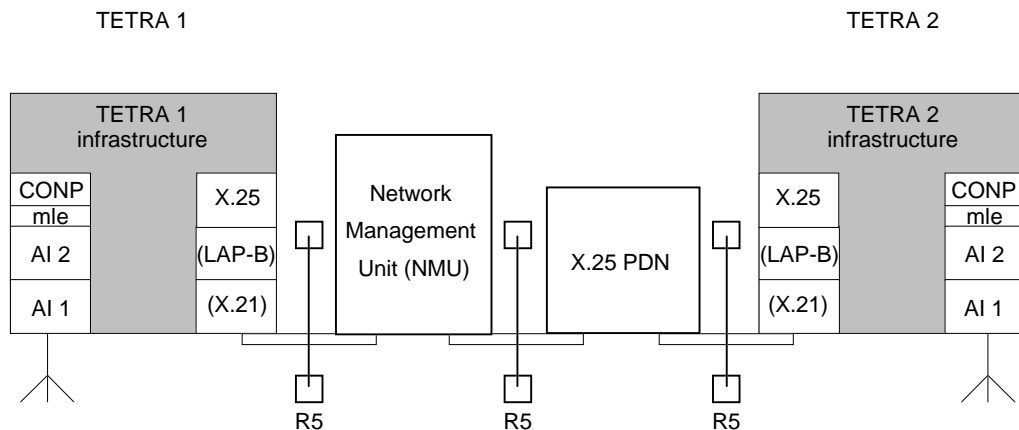 TETRA 1
TETRA 2
TETRA 1
infrastructure
TETRA 2
infrastructure
CONP
mle
AI 2
AI 1
X.25
(LAP-B)
(X.21)
Network
Management
Unit (NMU)
X.25 PDN
X.25
(LAP-B)
(X.21)
CONP
mle
AI 2
AI 1
R5
R5
R5